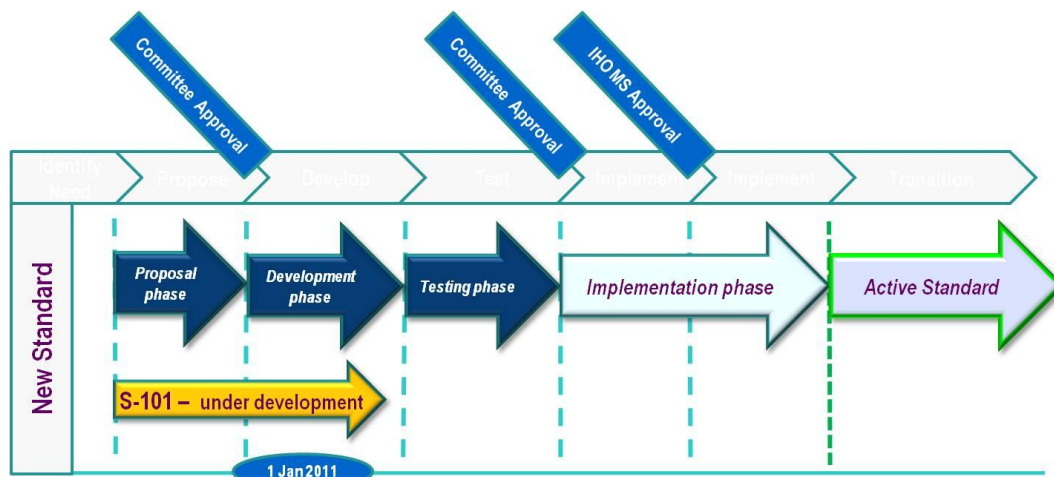 Committee Approval
Committee Approval
IHO MS Approval
Identify
Need
Propose
Develop
Test
Implement
Implement
Transition
New Standard
Proposal
phase
Development
phase
Testing phase
Implementation phase
Active Standard
S-101 – under development
1 Jan 2011